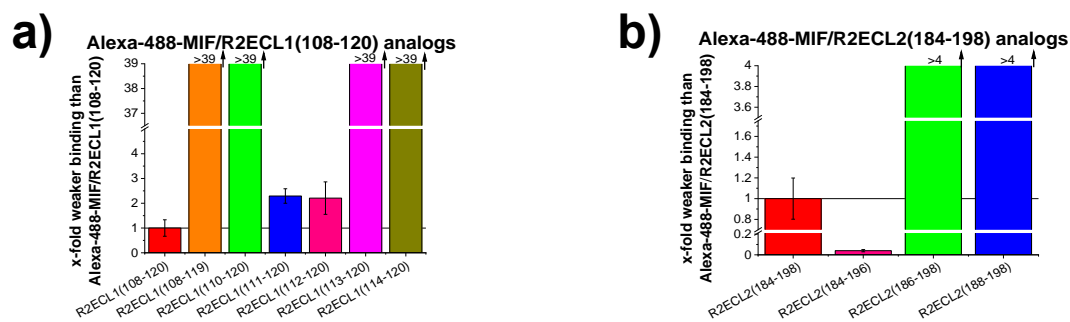 a)
Alexa-488-MIF/R2ECL1(108-120) analogs
x-fold weaker binding than
Alexa-488-MIF/R2ECL1(108-120)
39
38
37
5
4
3
2
1
0
>39
>39
>39
>39
R2ECL1(108-120)
R2ECL1(108-119)
R2ECL1(110-120)
R2ECL1(111-120)
R2ECL1(112-120)
R2ECL1(113-120)
R2ECL1(114-120)
b)
Alexa-488-MIF/R2ECL2(184-198) analogs
x-fold weaker binding than
Alexa-488-MIF/R2ECL2(184-198)
4
3.8
3.6
1.6
1.4
1.2
1
0.8
0.2
0
>4
>4
R2ECL2(184-198)
R2ECL2(184-196)
R2ECL2(186-198)
R2ECL2(188-198)